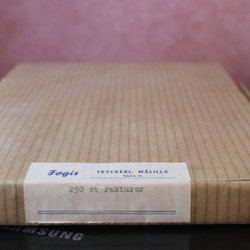 Fogis TRYCKERI, MÅLILLA
250 st Fakturor
SAMSUNG